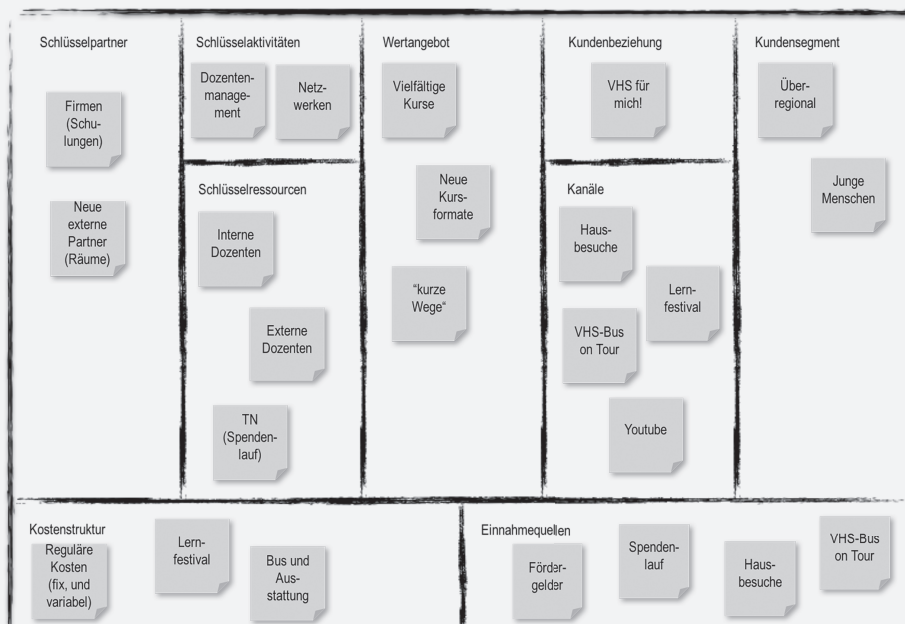 Schlüsselpartner
Firmen
(Schu-
lungen)
Neue
externe
Partner
(Räume)
Schlüsselaktivitäten
Dozenten-
manage-
ment
Netz-
werken
Schlüsselressourcen
Interne
Dozenten
Externe
Dozenten
TN
(Spenden-
lauf)
Wertangebot
Vielfältige
Kurse
Neue
Kurs-
formate
“kurze
Wege“
Kundenbeziehung
VHS für
mich!
Kanäle
Haus-
besuche
Lern-
festival
VHS-Bus
on Tour
Youtube
Kundensegment
Über-
regional
Junge
Menschen
Kostenstruktur
Reguläre
Kosten
(fix, und
variabel)
Lern-
festival
Bus und
Aus-
stattung
Einnahmequellen
Förder-
gelder
Spenden-
lauf
Haus-
besuche
VHS-Bus
on Tour